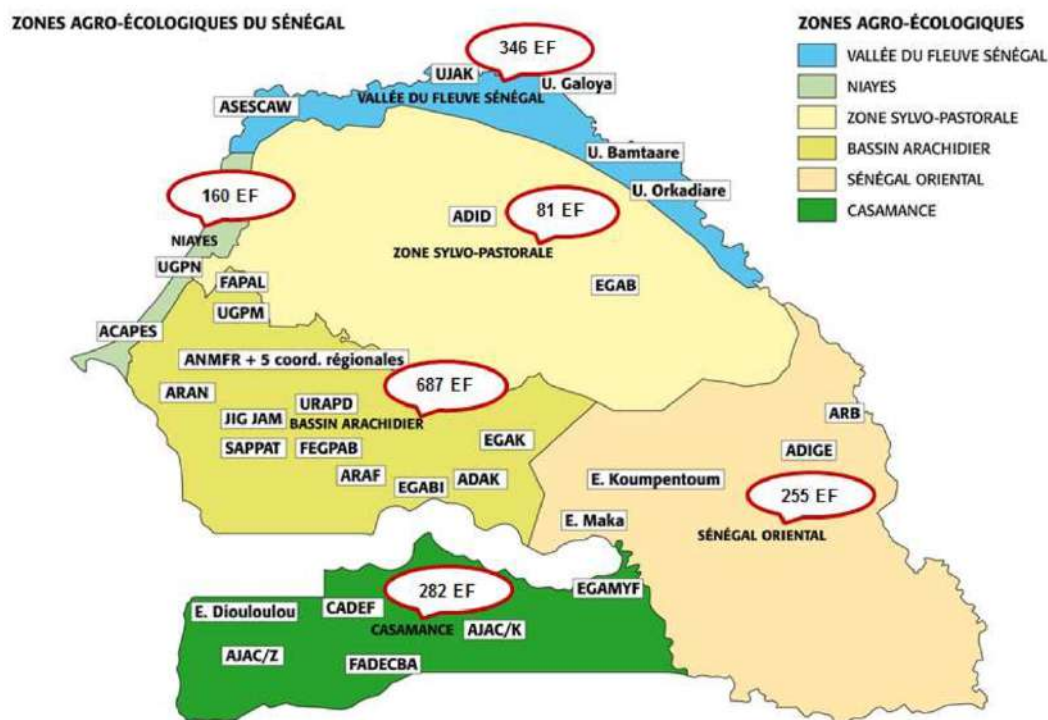 ZONES AGRO-ÉCOLOGIQUES DU SÉNÉGAL
ZONES AGRO-ÉCOLOGIQUES
VALLÉE DU FLEUVE SÉNÉGAL
NIAYES
ZONE SYLVO-PASTORALE
BASSIN ARACHIDIER
SÉNÉGAL ORIENTAL
CASAMANCE
346 EF
UJAK
U. Galoya
VALLÉE DU FLEUVE SÉNÉGAL
ASESCAW
U. Bamtaare
U. Orkadiare
160 EF
81 EF
ADID
NIAYES
ZONE SYLVO-PASTORALE
UGPN
FAPAL
EGAB
UGPM
ACAPES
ANMFR + 5 coord. régionales
687 EF
ARAN
URAPD
JIG JAM
BASSIN ARACHIDIER
ARB
EGAK
SAPPAT
FEGPAB
ADIGE
ARAF
EGABI
ADAK
E. Koumpentoum
255 EF
E. Maka
SÉNÉGAL ORIENTAL
282 EF
EGAMYF
E. Diouloulou
CADEF
CASAMANCE
AJAC/K
AJAC/Z
FADECBA